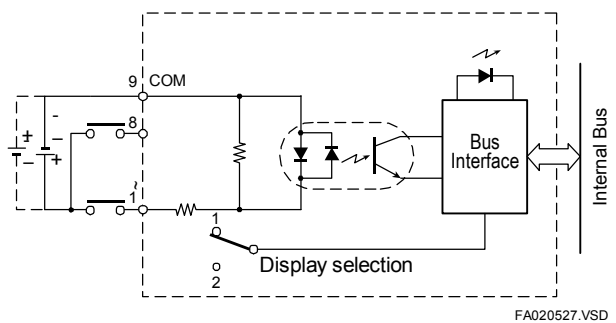 9 COM
-
8
+
-
-
+
~
1
Bus
Interface
Internal Bus
1
2
Display selection
FA020527.VSD